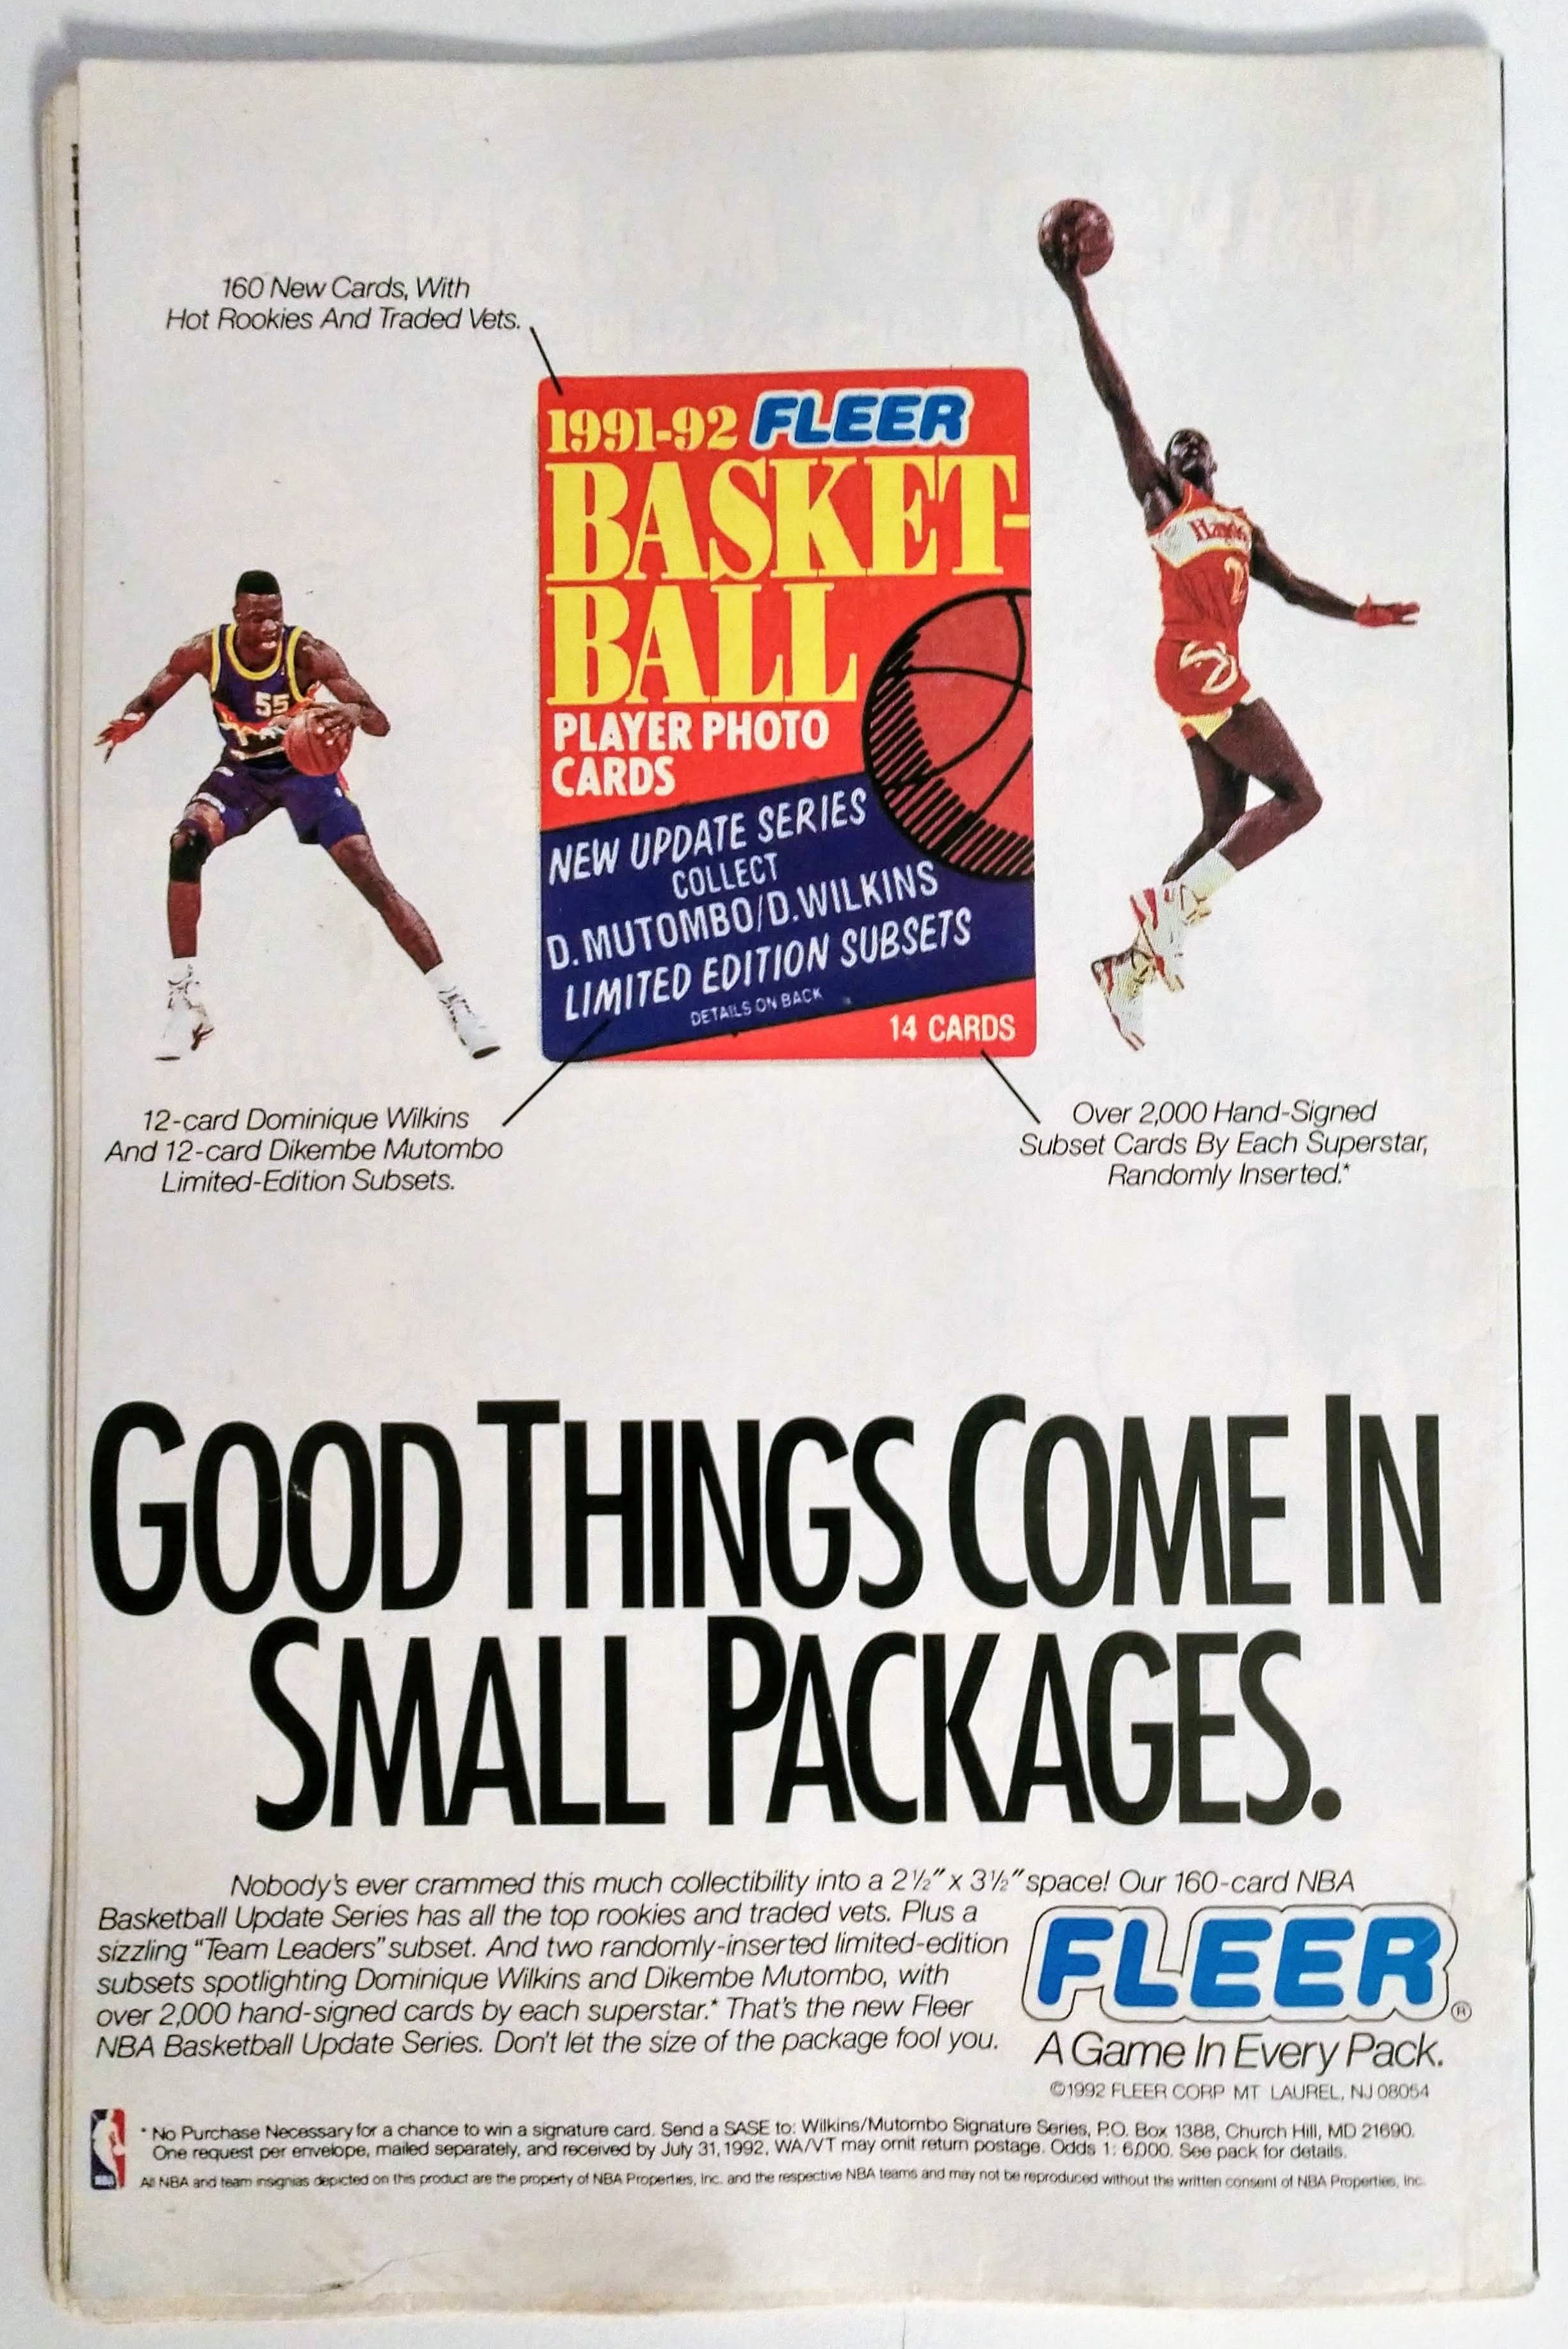 160 New Cards, With
Hot Rookies And Traded Vets.
1991-92 FLEER
BASKET-
BALL
PLAYER PHOTO
CARDS
NEW UPDATE SERIES
COLLECT
D. MUTOMBO/D. WILKINS
LIMITED EDITION SUBSETS
DETAILS ON BACK
14 CARDS
55
Hawks
2
12-card Dominique Wilkins
And 12-card Dikembe Mutombo
Limited-Edition Subsets.
Over 2,000 Hand-Signed
Subset Cards By Each Superstar,
Randomly Inserted.*
GOOD THINGS COME IN
SMALL PACKAGES.
Nobody's ever crammed this much collectibility into a 2½" x 3½" space! Our 160-card NBA
Basketball Update Series has all the top rookies and traded vets. Plus a
sizzling "Team Leaders" subset. And two randomly-inserted limited-edition
subsets spotlighting Dominique Wilkins and Dikembe Mutombo, with
over 2,000 hand-signed cards by each superstar.* That's the new Fleer
NBA Basketball Update Series. Don't let the size of the package fool you.
FLEER®
A Game In Every Pack.
©1992 FLEER CORP MT LAUREL, NJ 08054
* No Purchase Necessary for a chance to win a signature card. Send a SASE to: Wilkins/Mutombo Signature Series, P.O. Box 1388, Church Hill, MD 21690.
One request per envelope, mailed separately, and received by July 31, 1992, WA/VT may omit return postage. Odds 1: 6,000. See pack for details.
All NBA and team insignias depicted on this product are the property of NBA Properties, Inc. and the respective NBA teams and may not be reproduced without the written consent of NBA Properties, Inc.
NBA